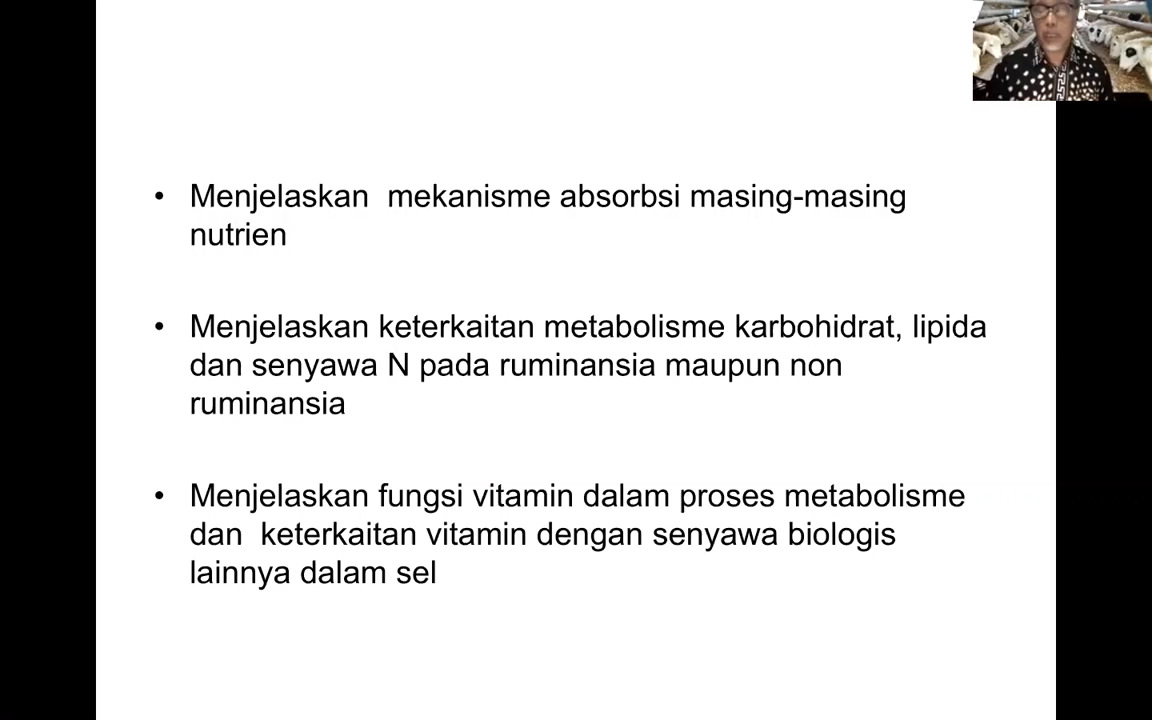 • Menjelaskan  mekanisme absorbsi masing-masing
nutrien
• Menjelaskan keterkaitan metabolisme karbohidrat, lipida
dan senyawa N pada ruminansia maupun non
ruminansia
• Menjelaskan fungsi vitamin dalam proses metabolisme
dan  keterkaitan vitamin dengan senyawa biologis
lainnya dalam sel